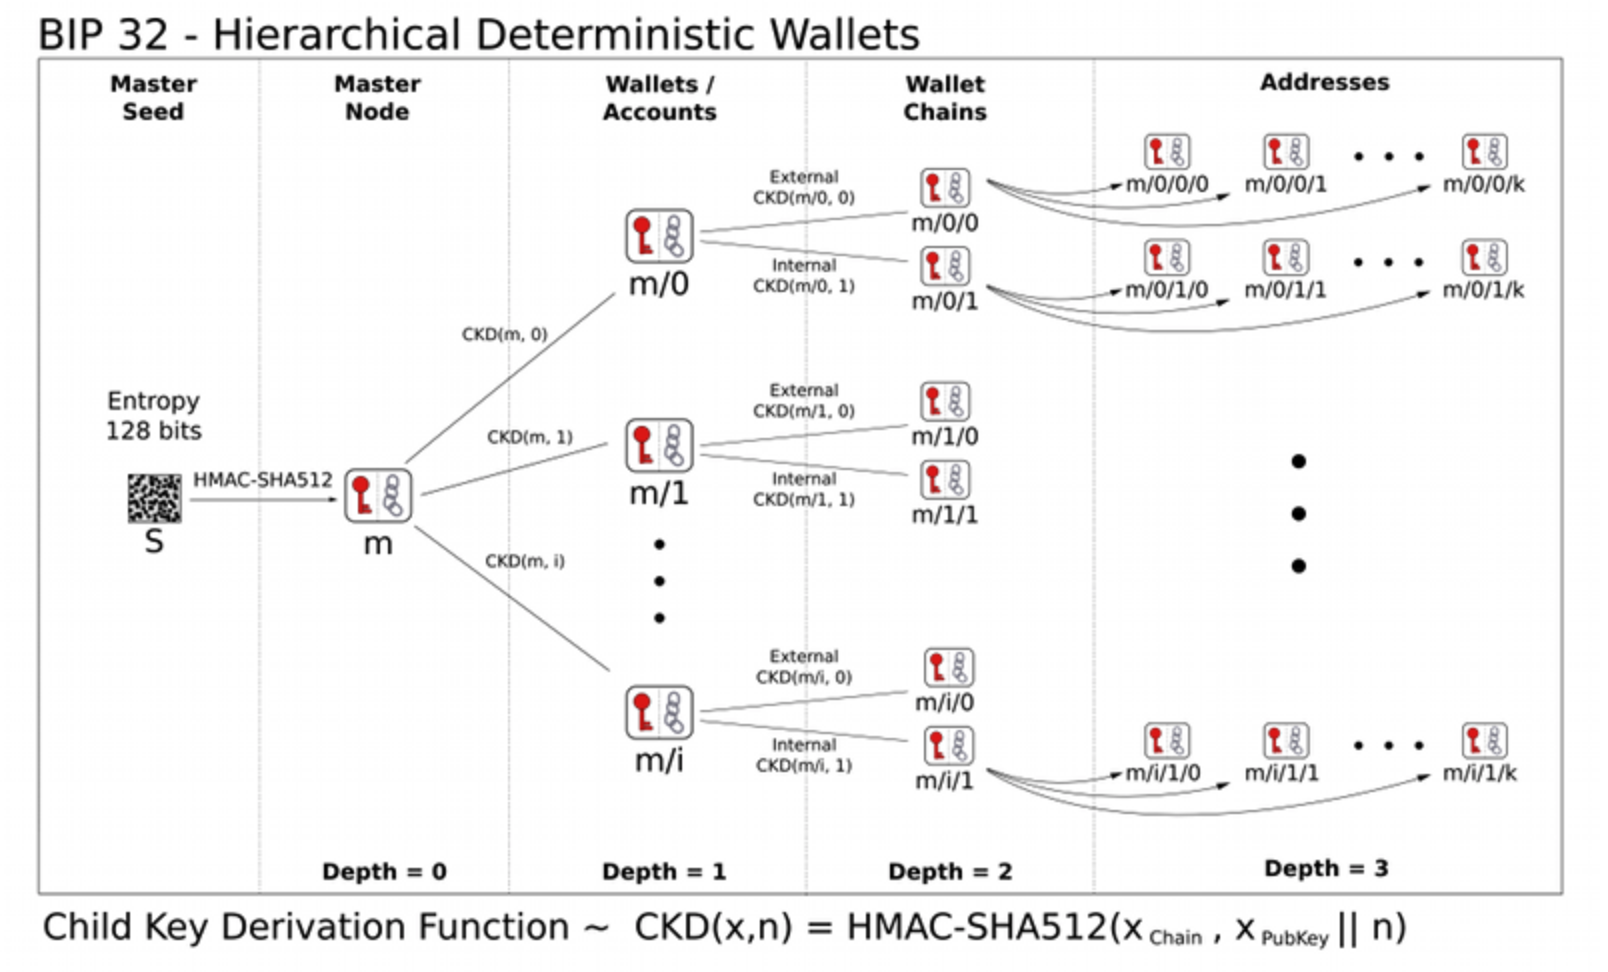 BIP 32 - Hierarchical Deterministic Wallets
Master
Seed
Master
Node
Wallets /
Accounts
Wallet
Chains
Addresses
Entropy
128 bits
S
HMAC-SHA512
m
CKD(m, 0)
CKD(m, 1)
CKD(m, i)
m/0
m/1
m/i
External
CKD(m/0, 0)
Internal
CKD(m/0, 1)
External
CKD(m/1, 0)
Internal
CKD(m/1, 1)
External
CKD(m/i, 0)
Internal
CKD(m/i, 1)
m/0/0
m/0/1
m/1/0
m/1/1
m/i/0
m/i/1
m/0/0/0 m/0/0/1 m/0/0/k
m/0/1/0 m/0/1/1 m/0/1/k
m/i/1/0 m/i/1/1 m/i/1/k
Depth = 0 Depth = 1 Depth = 2 Depth = 3
Child Key Derivation Function ~ CKD(x,n) = HMAC-SHA512(x Chain , x PubKey || n)